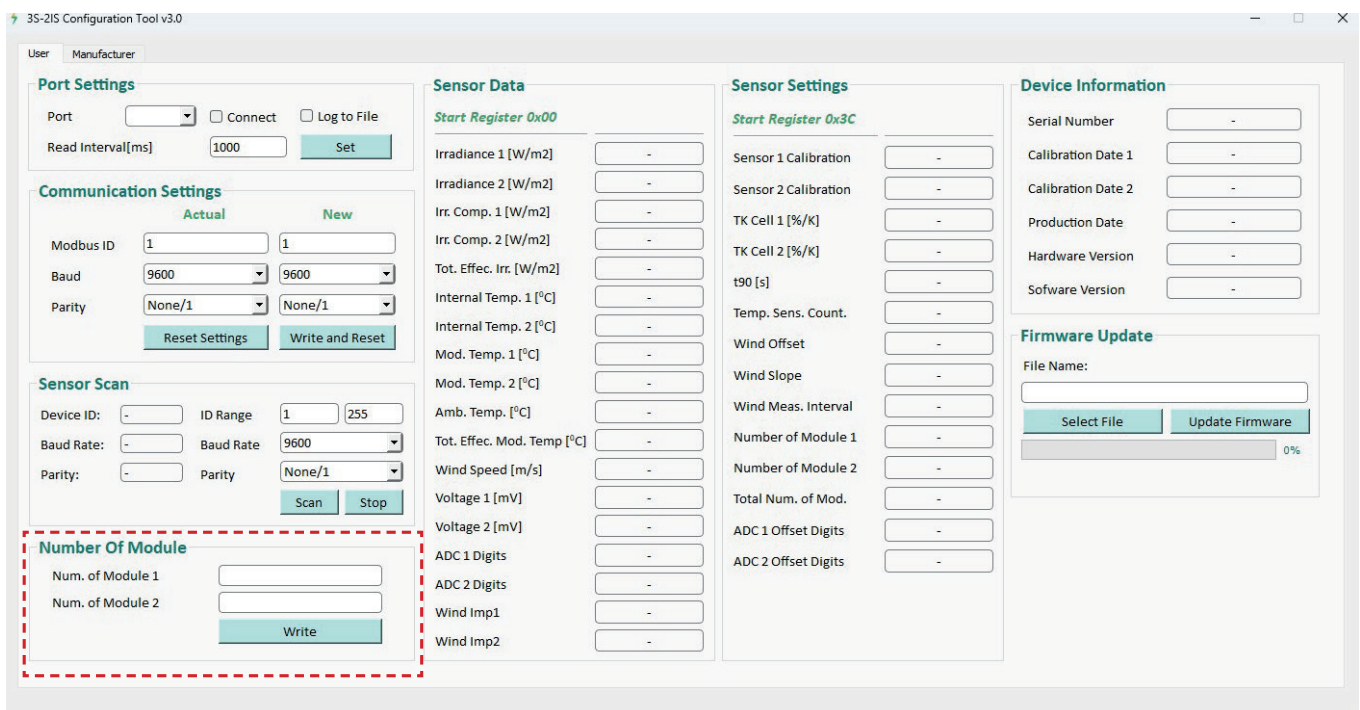 3S-2IS Configuration Tool v3.0
User Manufacturer
Port Settings
Port Connect Log to File
Read Interval[ms] 1000 Set
Communication Settings
Actual New
Modbus ID 1 1
Baud 9600 9600
Parity None/1 None/1
Reset Settings Write and Reset
Sensor Scan
Device ID: - ID Range 1 255
Baud Rate: - Baud Rate 9600
Parity: - Parity None/1
Scan Stop
Number Of Module
Num. of Module 1
Num. of Module 2
Write
Sensor Data
Start Register 0x00
Irradiance 1 [W/m2] -
Irradiance 2 [W/m2] -
Irr. Comp. 1 [W/m2] -
Irr. Comp. 2 [W/m2] -
Tot. Effec. Irr. [W/m2] -
Internal Temp. 1 [⁰C] -
Internal Temp. 2 [⁰C] -
Mod. Temp. 1 [⁰C] -
Mod. Temp. 2 [⁰C] -
Amb. Temp. [⁰C] -
Tot. Effec. Mod. Temp [⁰C] -
Wind Speed [m/s] -
Voltage 1 [mV] -
Voltage 2 [mV] -
ADC 1 Digits -
ADC 2 Digits -
Wind Imp1 -
Wind Imp2 -
Sensor Settings
Start Register 0x3C
Sensor 1 Calibration -
Sensor 2 Calibration -
TK Cell 1 [%/K] -
TK Cell 2 [%/K] -
t90 [s] -
Temp. Sens. Count. -
Wind Offset -
Wind Slope -
Wind Meas. Interval -
Number of Module 1 -
Number of Module 2 -
Total Num. of Mod. -
ADC 1 Offset Digits -
ADC 2 Offset Digits -
Device Information
Serial Number -
Calibration Date 1 -
Calibration Date 2 -
Production Date -
Hardware Version -
Sofware Version -
Firmware Update
File Name:
Select File Update Firmware
0%